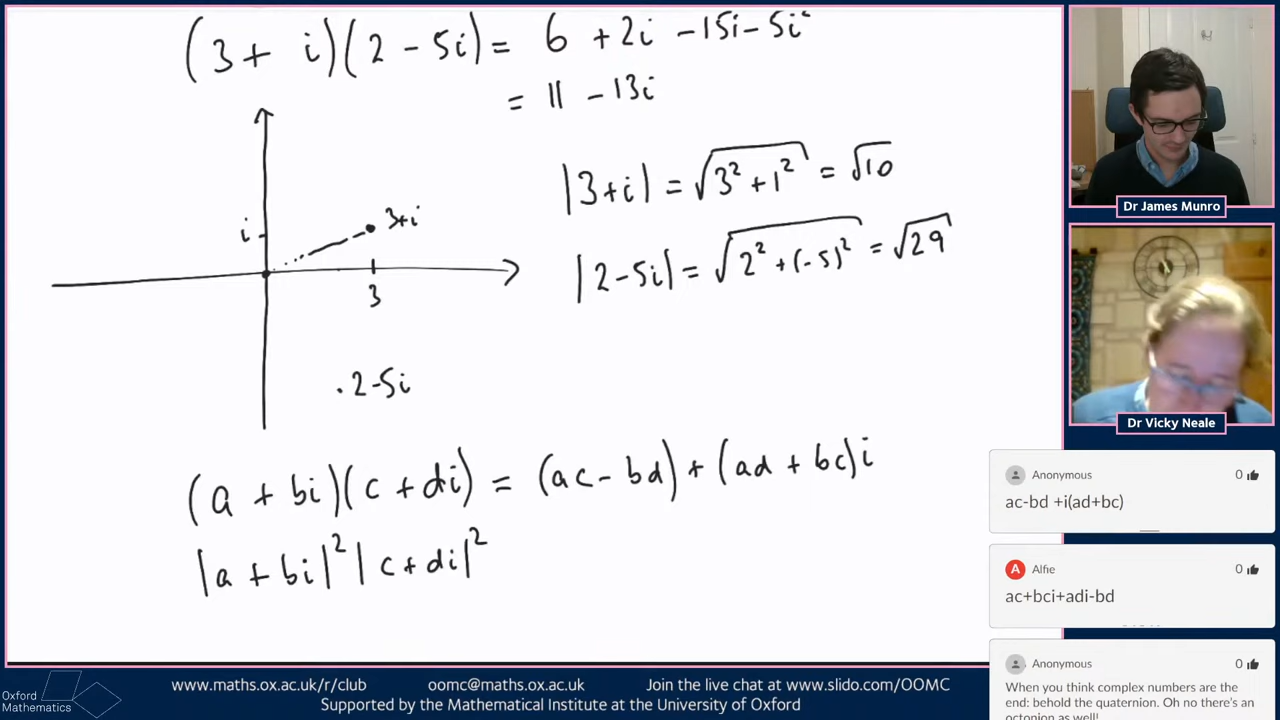 (3 + i)(2 - 5i) = 6 + 2i - 15i - 5i²
= 11 - 13i
|3+i| = √3² + 1² = √10
|2-5i| = √2² + (-5)² = √29
i
3+i
3
.2-5i
(a + bi)(c + di) = (ac - bd) + (ad + bc)i
|a + bi|² |c + di|²
Dr James Munro
Dr Vicky Neale
Anonymous 0
ac-bd +i(ad+bc)
A Alfie 0
ac+bci+adi-bd
Anonymous 0
When you think complex numbers are the
end: behold the quaternion. Oh no there's an
octonion as well!
Oxford
Mathematics
www.maths.ox.ac.uk/r/club oomc@maths.ox.ac.uk Join the live chat at www.slido.com/OOMC
Supported by the Mathematical Institute at the University of Oxford